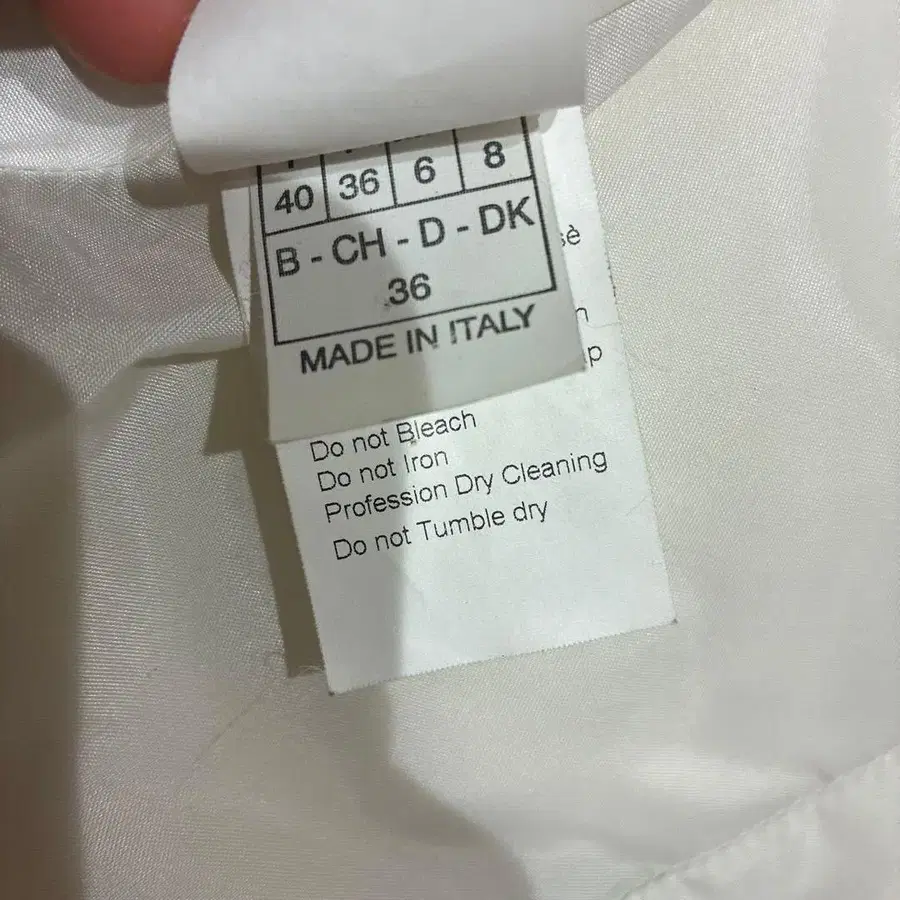 40 36 6 8
B - CH - D - DK
36
MADE IN ITALY
Do not Bleach
Do not Iron
Profession Dry Cleaning
Do not Tumble dry